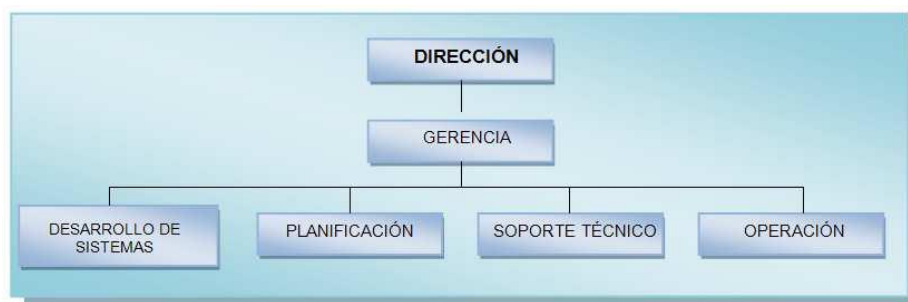 DIRECCIÓN
GERENCIA
DESARROLLO DE
SISTEMAS
PLANIFICACIÓN
SOPORTE TÉCNICO
OPERACIÓN